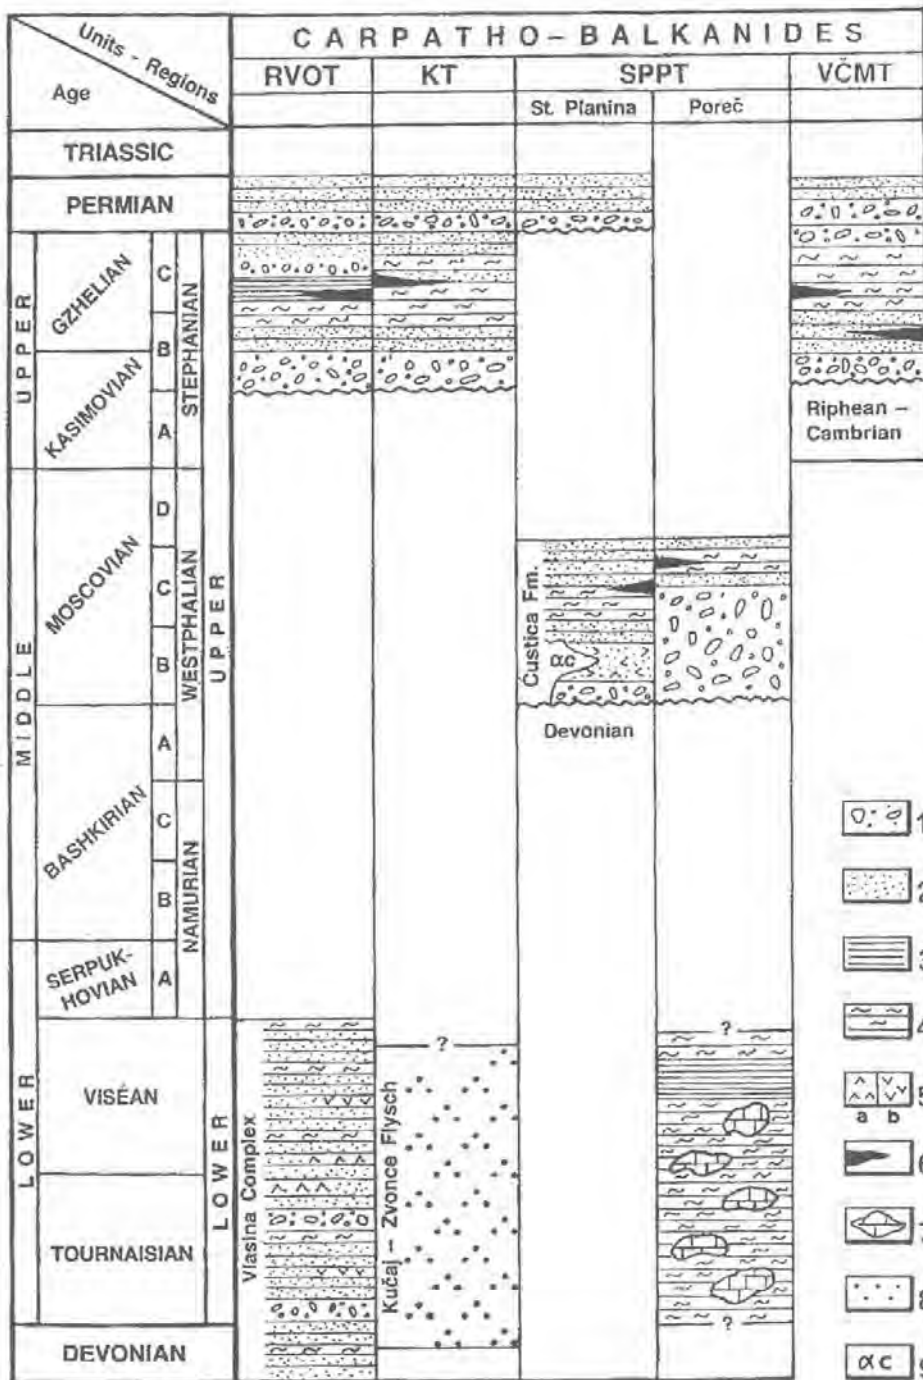 Units - Regions
Age
CARPATHO-BALKANIDES
RVOT
KT
SPPT
VČMT
St. Planina
Poreč
TRIASSIC
PERMIAN
UPPER
GZHELIAN
C
B
STEPHANIAN
KASIMOVIAN
A
Riphean –
Cambrian
MIDDLE
MOSCOVIAN
D
C
B
WESTPHALIAN
UPPER
Custica Fm.
αc
Devonian
BASHKIRIAN
A
C
B
NAMURIAN
SERPUK-
HOVIAN
A
LOWER
VISÉAN
TOURNAISIAN
LOWER
Vlasina Complex
?
Kučaj – Zvonce Flysch
?
?
DEVONIAN
a b
αc